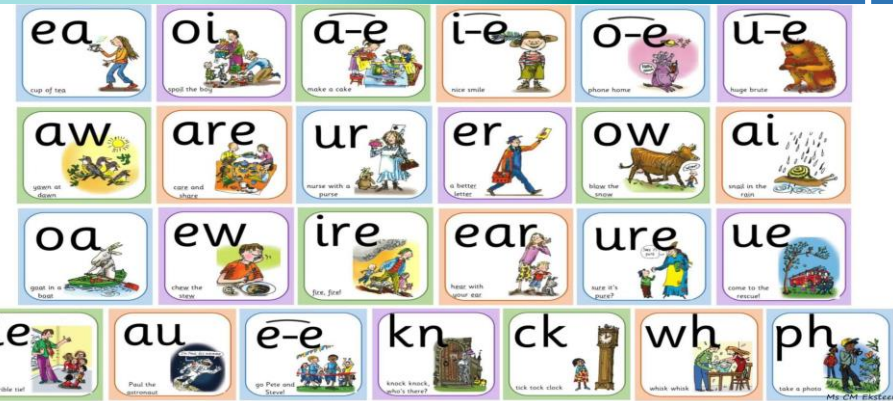 ea
cup of tea
oi
spoil the boy
a-e
make a cake
i-e
nice smile
o-e
phone home
u-e
huge brute
aw
yawn at
dawn
are
care and
share
ur
nurse with a
purse
er
a better
letter
ow
blow the
snow
ai
snail in the
rain
oa
goat in a
boat
ew
chew the
stew
ire
fire, fire!
ear
hear with
your ear
ure
sure it's
pure?
ue
come to the
rescue!
ie
ible tie!
au
Paul the
astronaut
e-e
go Pete and
Steve!
kn
knock knock,
who's there?
ck
tick tock clock
wh
whisk whisk
ph
take a photo
Ms CM Ekstee